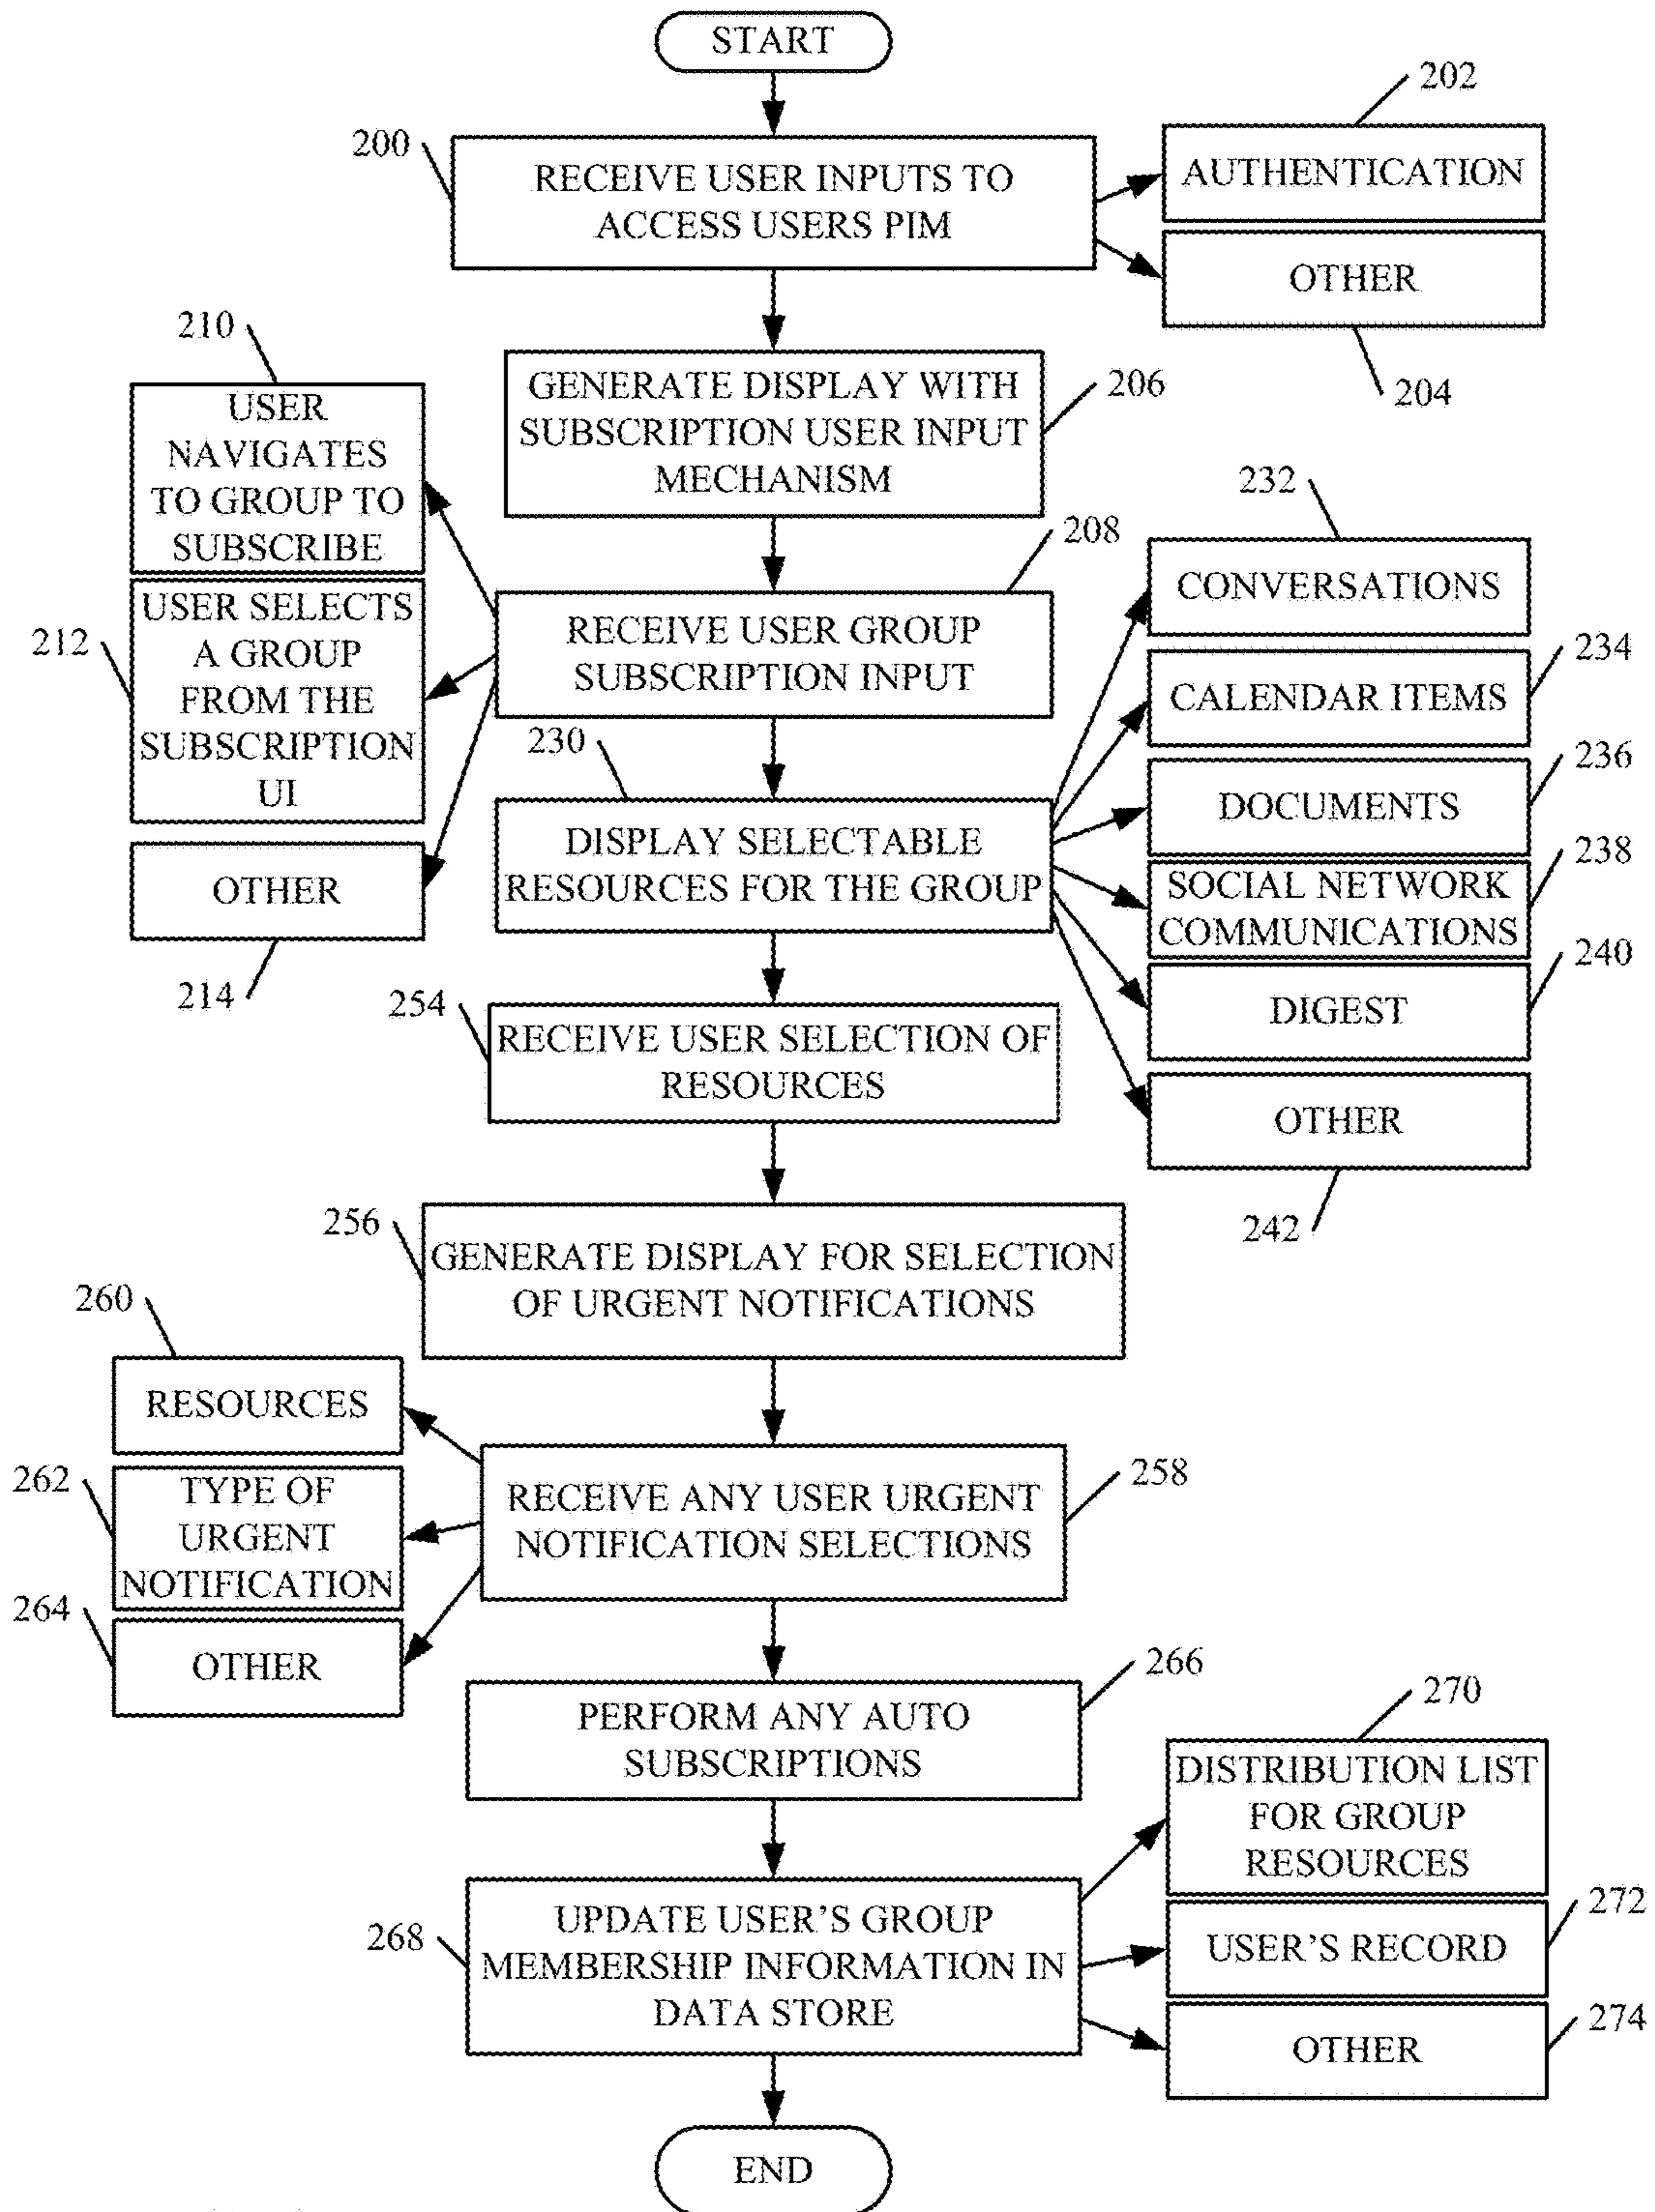 START
200
RECEIVE USER INPUTS TO
ACCESS USERS PIM
202
AUTHENTICATION
OTHER
204
GENERATE DISPLAY WITH
SUBSCRIPTION USER INPUT
MECHANISM
206
210
USER
NAVIGATES
TO GROUP TO
SUBSCRIBE
208
RECEIVE USER GROUP
SUBSCRIPTION INPUT
212
USER SELECTS
A GROUP
FROM THE
SUBSCRIPTION
UI
OTHER
214
230
DISPLAY SELECTABLE
RESOURCES FOR THE GROUP
232
CONVERSATIONS
234
CALENDAR ITEMS
236
DOCUMENTS
238
SOCIAL NETWORK
COMMUNICATIONS
240
DIGEST
OTHER
242
254
RECEIVE USER SELECTION OF
RESOURCES
256
GENERATE DISPLAY FOR SELECTION
OF URGENT NOTIFICATIONS
260
RESOURCES
258
RECEIVE ANY USER URGENT
NOTIFICATION SELECTIONS
262
TYPE OF
URGENT
NOTIFICATION
264
OTHER
266
PERFORM ANY AUTO
SUBSCRIPTIONS
268
UPDATE USER'S GROUP
MEMBERSHIP INFORMATION IN
DATA STORE
270
DISTRIBUTION LIST
FOR GROUP
RESOURCES
272
USER'S RECORD
274
OTHER
END